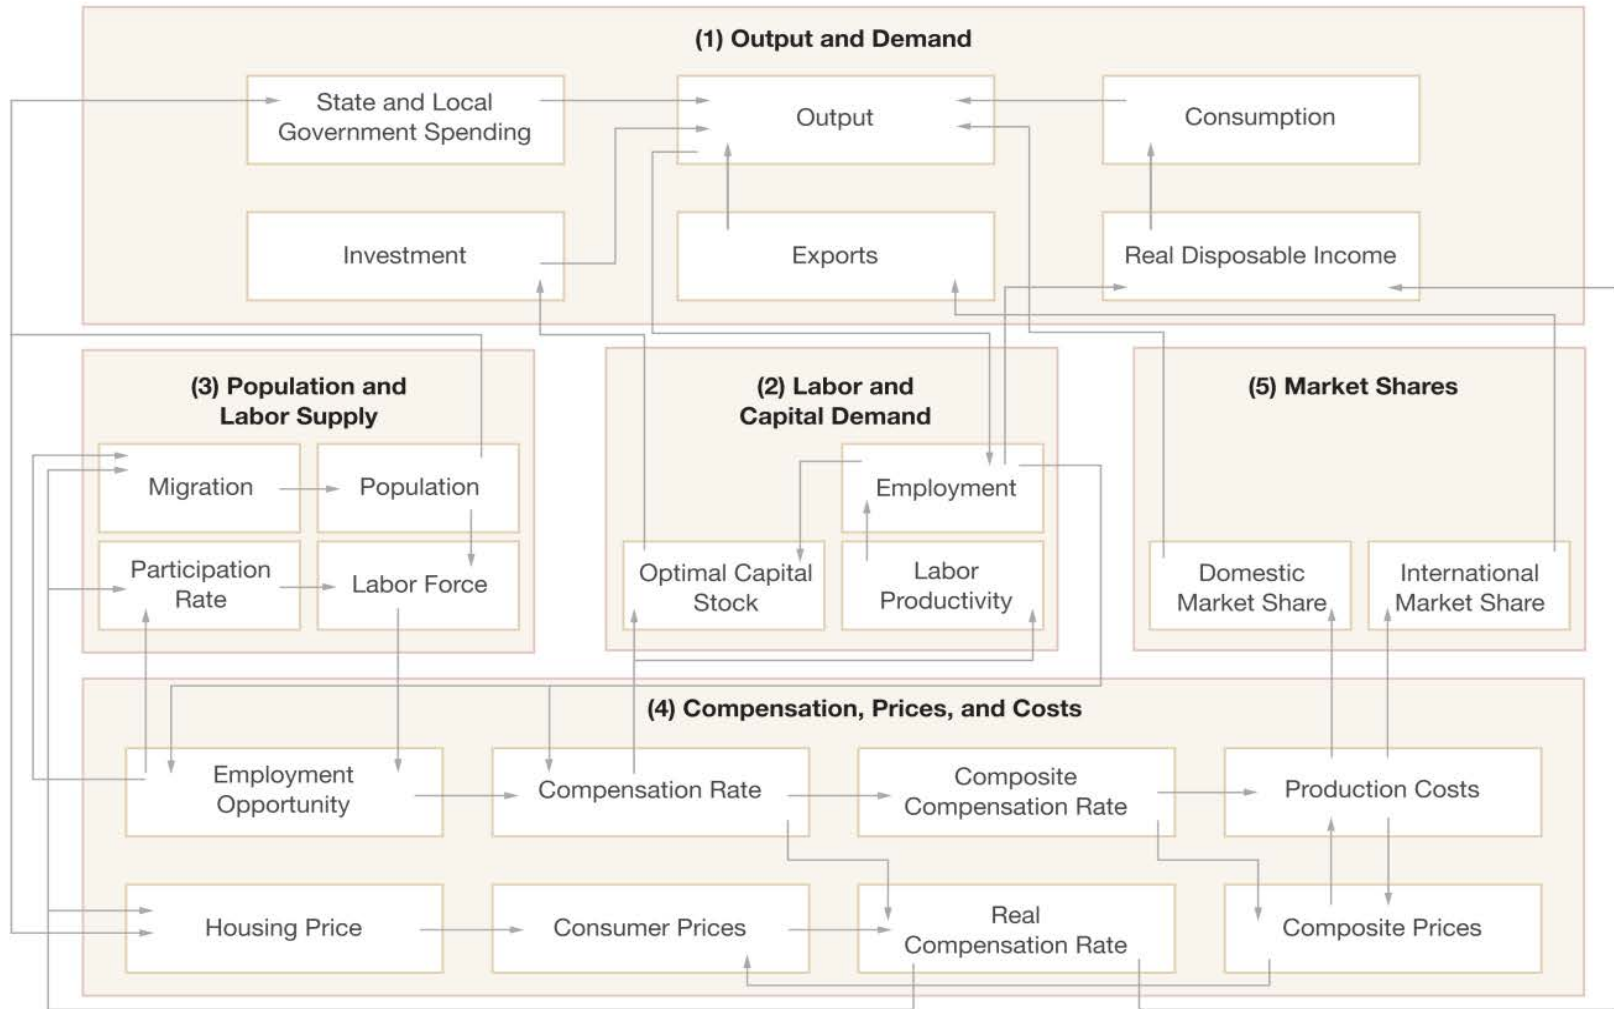 (1) Output and Demand
State and Local
Government Spending
Output
Consumption
Investment
Exports
Real Disposable Income
(3) Population and
Labor Supply
Migration
Population
Participation
Rate
Labor Force
(2) Labor and
Capital Demand
Employment
Optimal Capital
Stock
Labor
Productivity
(5) Market Shares
Domestic
Market Share
International
Market Share
(4) Compensation, Prices, and Costs
Employment
Opportunity
Compensation Rate
Composite
Compensation Rate
Production Costs
Housing Price
Consumer Prices
Real
Compensation Rate
Composite Prices